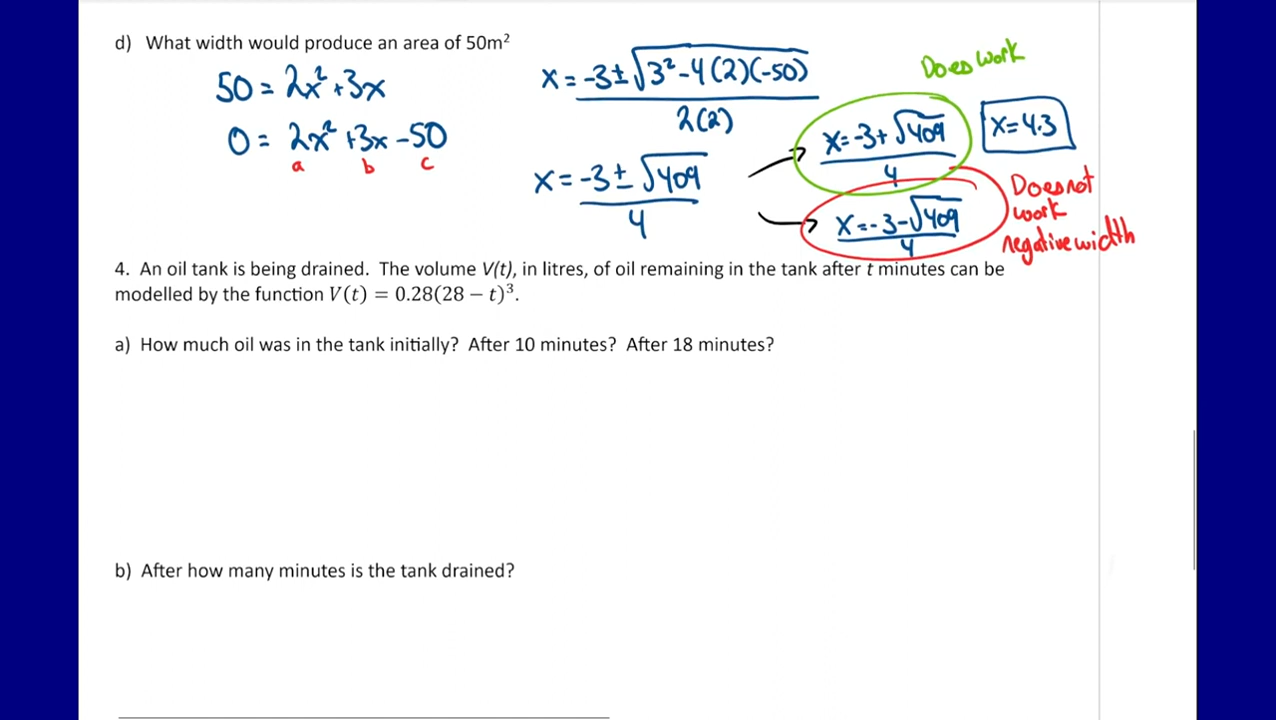 d) What width would produce an area of 50m²
50 = 2x² + 3x
0 = 2x² + 3x - 50
a b c
x = -3 ± √3² - 4(2)(-50)
2(2)
x = -3 ± √409
4
Does work
x = -3 + √409
4
x = 4.3
x = -3 - √409
4
Does not
work
negative width
4. An oil tank is being drained. The volume V(t), in litres, of oil remaining in the tank after t minutes can be
modelled by the function V(t) = 0.28(28 − t)³.
a) How much oil was in the tank initially? After 10 minutes? After 18 minutes?
b) After how many minutes is the tank drained?